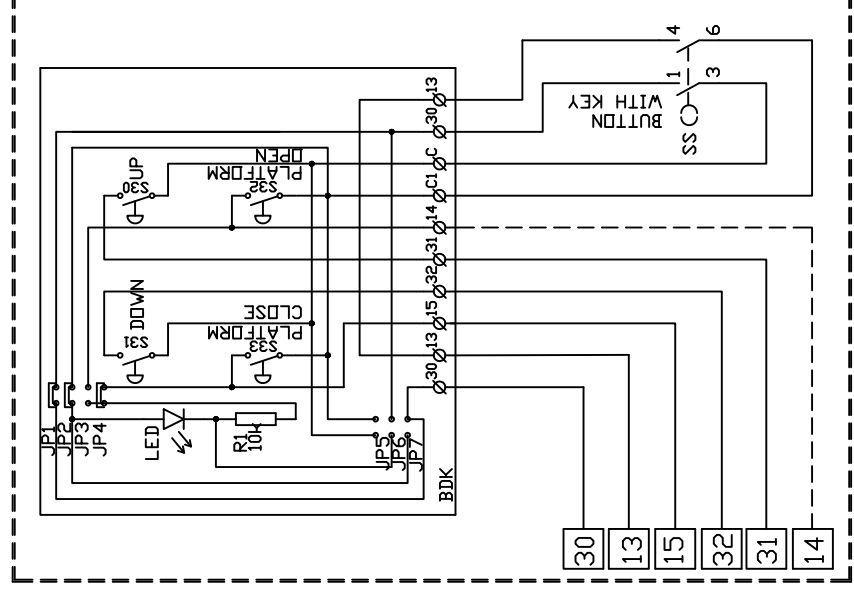 4
6
1
3
BUTTON
WITH KEY
SS
13
30
C
C1
14
31
32
15
13
30
UP
S30
PLATFORM
OPEN
S32
DOWN
S31
PLATFORM
CLOSE
S33
JP1
JP2
JP3
JP4
LED
R1
10k
JP5
JP6
JP7
BDK
30
13
15
32
31
14